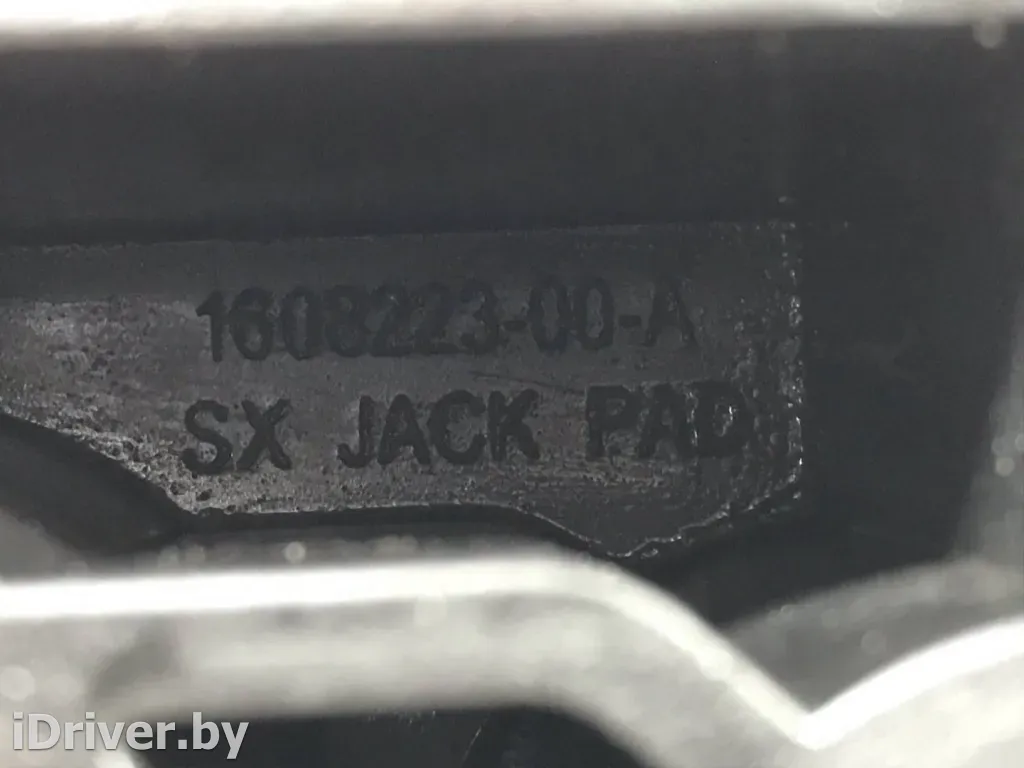 1608223-00-A
SX JACK PAD
iDriver.by